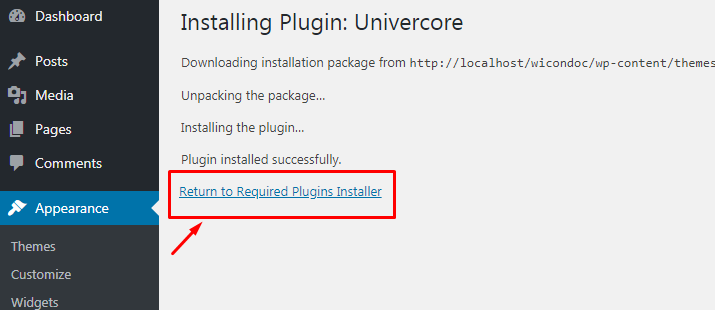 Dashboard
Posts
Media
Pages
Comments
Appearance
Themes
Customize
Widgets
Installing Plugin: Univercore
Downloading installation package from http://localhost/wicondoc/wp-content/themes
Unpacking the package...
Installing the plugin...
Plugin installed successfully.
Return to Required Plugins Installer